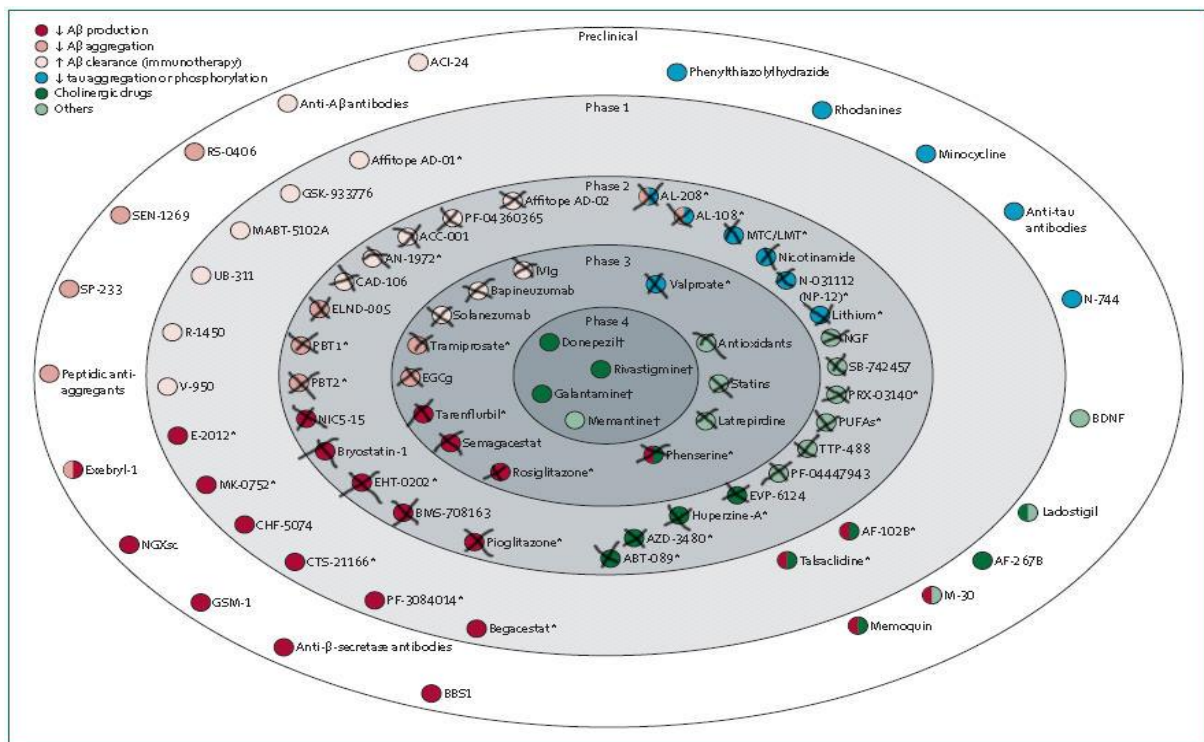 ↓ Aβ production
↓ Aβ aggregation
↑ Aβ clearance (immunotherapy)
↓ tau aggregation or phosphorylation
Cholinergic drugs
Others
Preclinical
ACI-24
Phenylthiazolylhydrazide
Anti-Aβ antibodies
Rhodanines
RS-0406
Minocycline
SEN-1269
Anti-tau
antibodies
SP-233
N-744
Peptidic anti-
aggregants
BDNF
Exebryl-1
Ladostigil
NGXsc
AF-267B
GSM-1
M-30
Anti-β-secretase antibodies
Memoquin
BBS1
Phase 1
Affitope AD-01*
GSK-933776
MABT-5102A
UB-311
R-1450
V-950
E-2012*
MK-0752*
CHF-5074
CTS-21166*
PF-3084014*
Begacestat*
AF-102B*
Talsaclidine*
Phase 2
Affitope AD-02
AL-208*
PF-04360365
AL-108*
ACC-001
MTC/LMT*
AN-1972*
Nicotinamide
CAD-106
N-031112
(NP-12)*
ELND-005
Lithium*
PBT1*
NGF
PBT2*
SB-742457
NIC5-15
PRX-03140*
Bryostatin-1
PUFAs*
EHT-0202*
TTP-488
BMS-708163
PF-04447943
Pioglitazone*
EVP-6124
Huperzine-A*
AZD-3480*
ABT-089*
Phase 3
IVIg
Bapineuzumab
Valproate*
Solanezumab
Tramiprosate*
Antioxidants
EGCg
Statins
Tarenflurbil*
Latrepirdine
Semagacestat
Phenserine*
Rosiglitazone*
Phase 4
Donepezil†
Rivastigmine†
Galantamine†
Memantine†